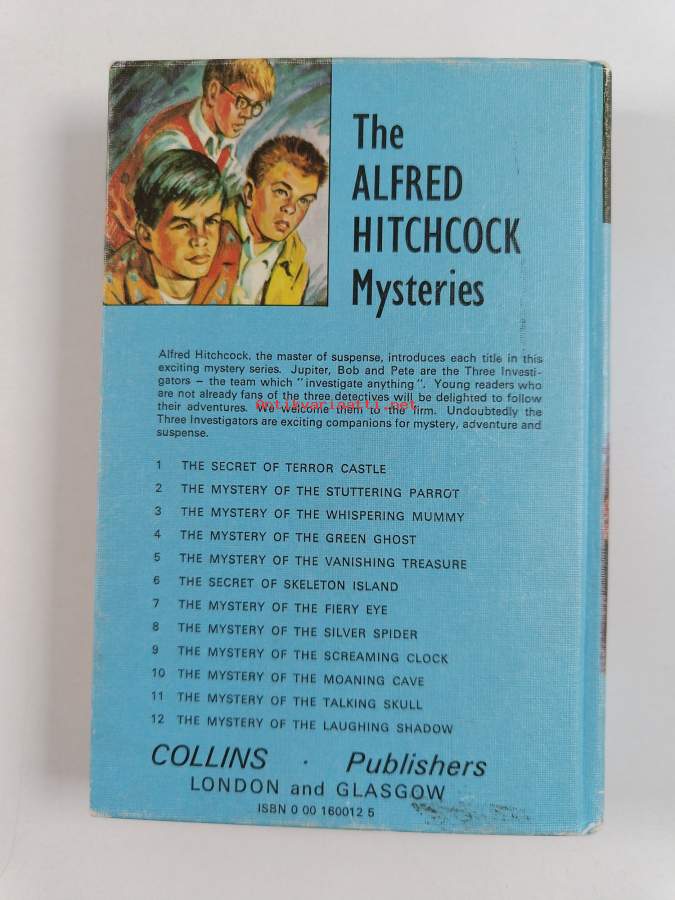 The
ALFRED
HITCHCOCK
Mysteries
Alfred Hitchcock, the master of suspense, introduces each title in this
exciting mystery series. Jupiter, Bob and Pete are the Three Investi-
gators – the team which "investigate anything". Young readers who
are not already fans of the three detectives will be delighted to follow
their adventures. We welcome them to the firm. Undoubtedly the
antikvariaatti.net
Three Investigators are exciting companions for mystery, adventure and
suspense.
1 THE SECRET OF TERROR CASTLE
2 THE MYSTERY OF THE STUTTERING PARROT
3 THE MYSTERY OF THE WHISPERING MUMMY
4 THE MYSTERY OF THE GREEN GHOST
5 THE MYSTERY OF THE VANISHING TREASURE
6 THE SECRET OF SKELETON ISLAND
7 THE MYSTERY OF THE FIERY EYE
8 THE MYSTERY OF THE SILVER SPIDER
9 THE MYSTERY OF THE SCREAMING CLOCK
10 THE MYSTERY OF THE MOANING CAVE
11 THE MYSTERY OF THE TALKING SKULL
12 THE MYSTERY OF THE LAUGHING SHADOW
COLLINS · Publishers
LONDON and GLASGOW
ISBN 0 00 160012 5